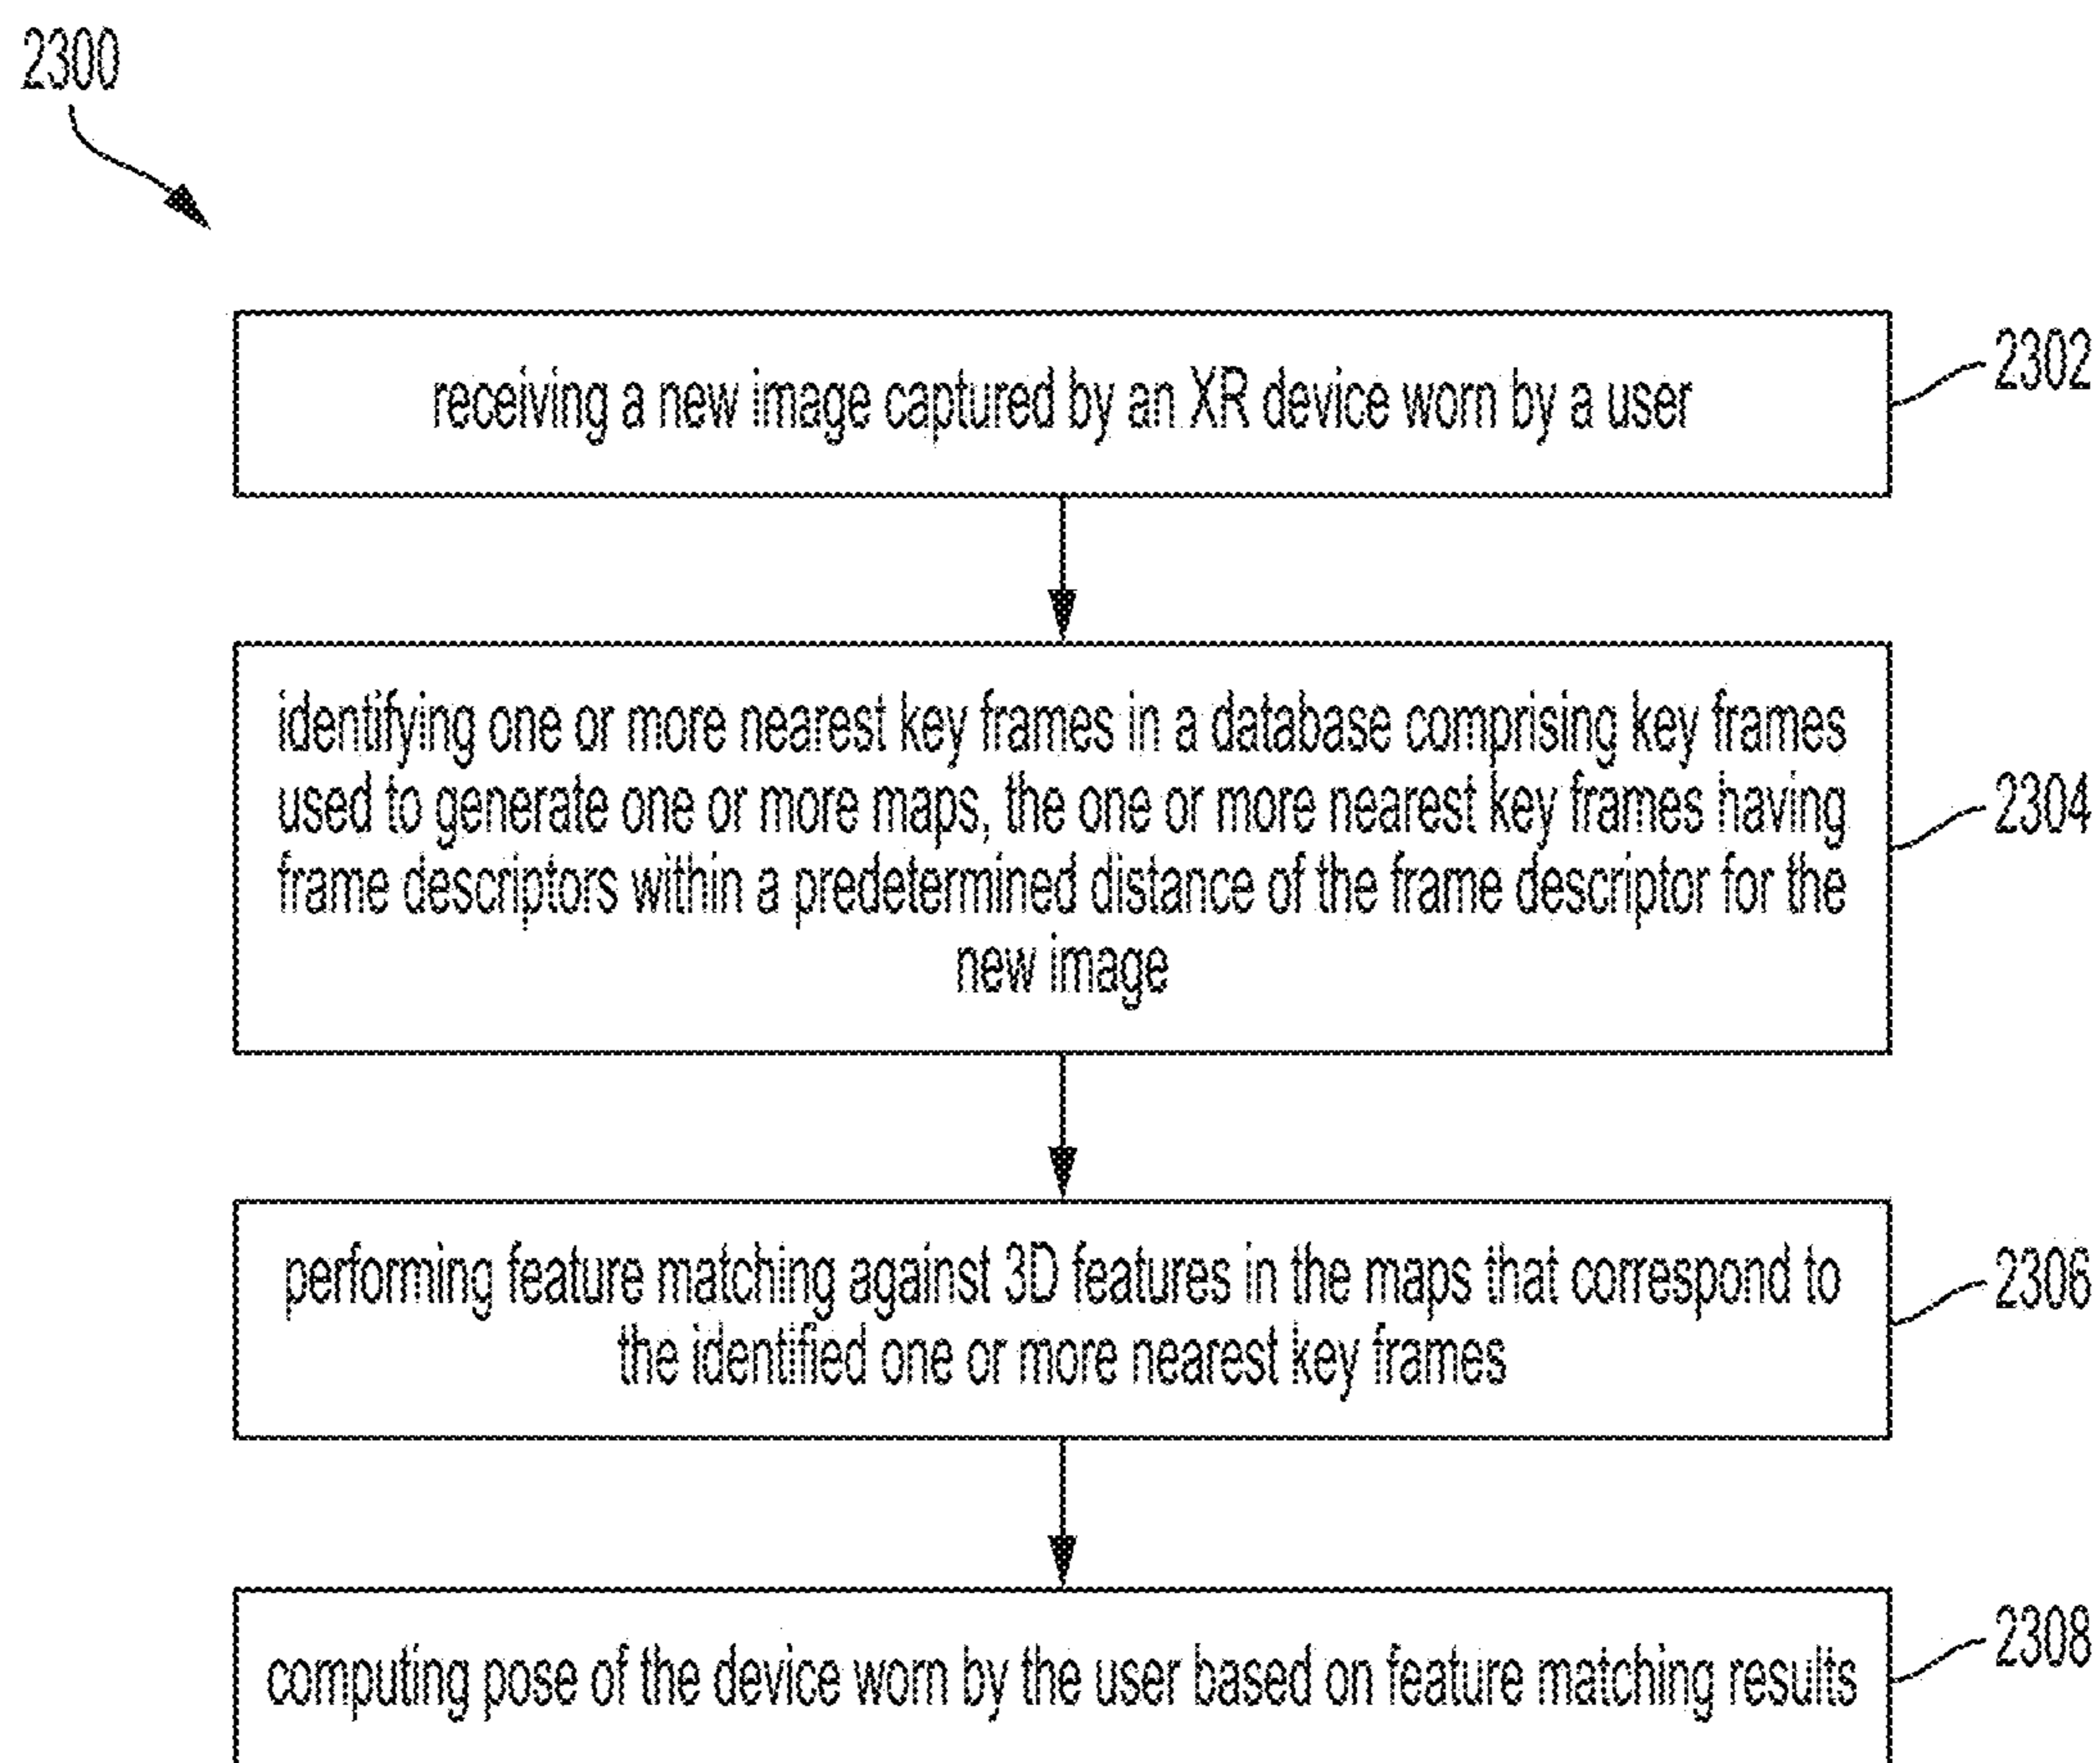 2300
receiving a new image captured by an XR device worn by a user
2302
identifying one or more nearest key frames in a database comprising key frames
used to generate one or more maps, the one or more nearest key frames having
frame descriptors within a predetermined distance of the frame descriptor for the
new image
2304
performing feature matching against 3D features in the maps that correspond to
the identified one or more nearest key frames
2306
computing pose of the device worn by the user based on feature matching results
2308